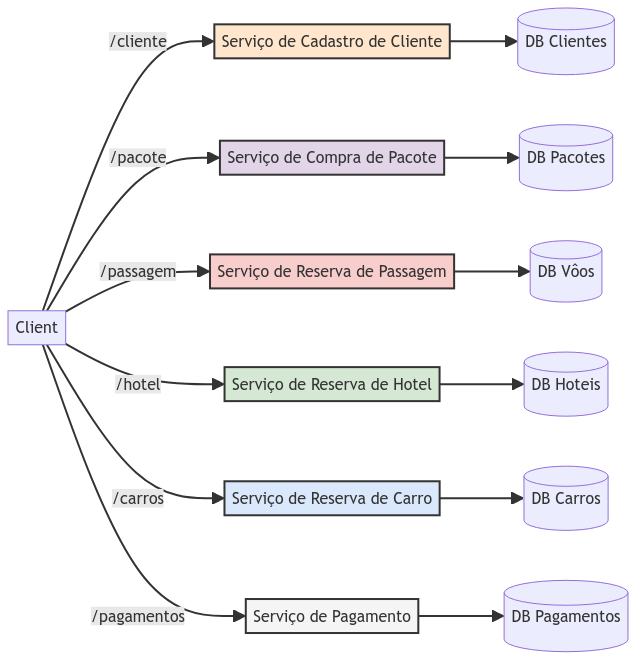 /cliente
Serviço de Cadastro de Cliente
DB Clientes
/pacote
Serviço de Compra de Pacote
DB Pacotes
/passagem
Serviço de Reserva de Passagem
DB Vôos
Client
/hotel
Serviço de Reserva de Hotel
DB Hoteis
/carros
Serviço de Reserva de Carro
DB Carros
/pagamentos
Serviço de Pagamento
DB Pagamentos